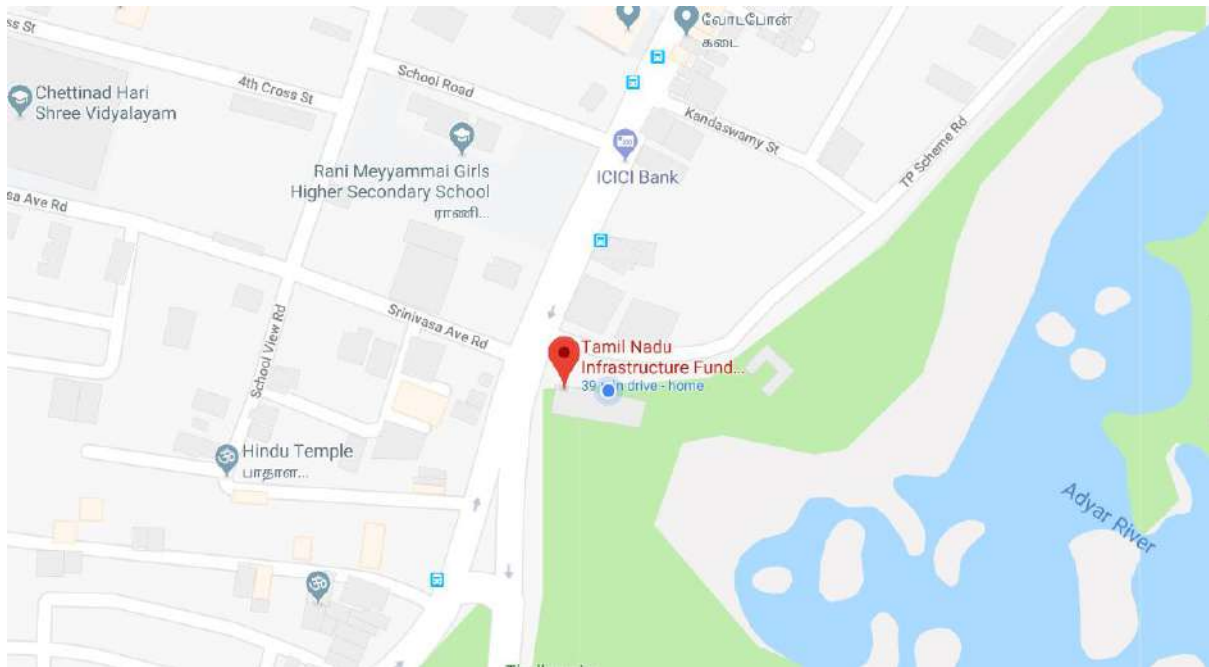 ss St
4th Cross St
School Road
வோடபோன்
கடை
Chettinad Hari
Shree Vidyalayam
Kandaswamy St
TP Scheme Rd
Rani Meyyammai Girls
Higher Secondary School
ராணி...
ICICI Bank
sa Ave Rd
Srinivasa Ave Rd
School View Rd
Tamil Nadu
Infrastructure Fund...
drive - home
Hindu Temple
பாதாள...
Adyar River